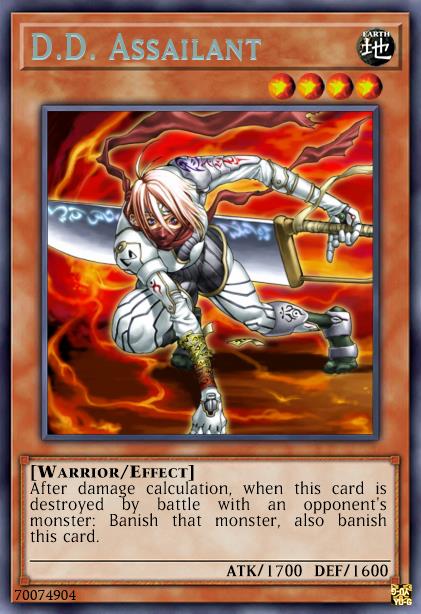 D.D. ASSAILANT
EARTH
地
[WARRIOR/EFFECT]
After damage calculation, when this card is
destroyed by battle with an opponent's
monster: Banish that monster, also banish
this card.
ATK/1700 DEF/1600
70074904